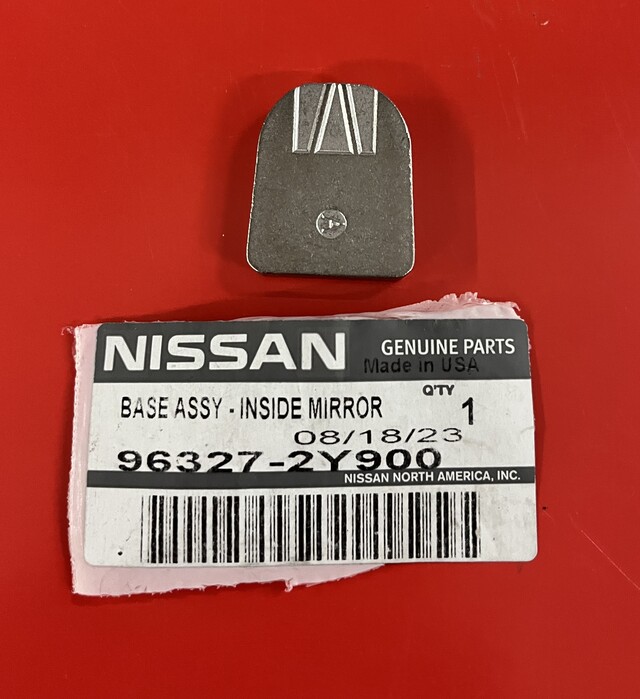 NISSAN GENUINE PARTS
Made in USA
BASE ASSY - INSIDE MIRROR
Q'TY 1
08/18/23
96327-2Y900
NISSAN NORTH AMERICA, INC.